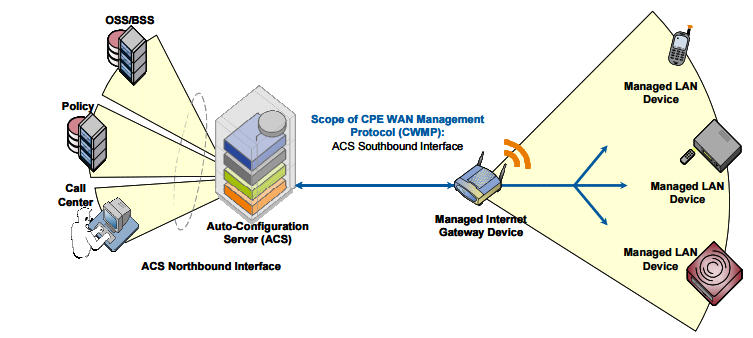 OSS/BSS
Policy
Call
Center
ACS Northbound Interface
Auto-Configuration
Server (ACS)
Scope of CPE WAN Management
Protocol (CWMP):
ACS Southbound Interface
Managed Internet
Gateway Device
Managed LAN
Device
Managed LAN
Device
Managed LAN
Device